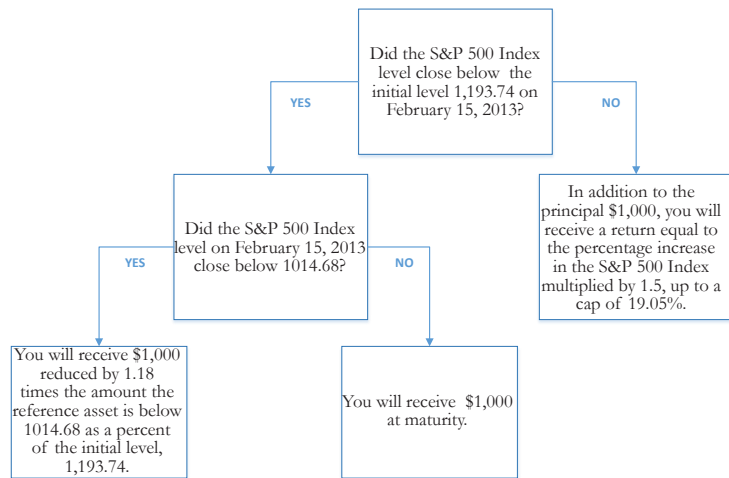 Did the S&P 500 Index
level close below the
initial level 1,193.74 on
February 15, 2013?
YES
NO
Did the S&P 500 Index
level on February 15, 2013
close below 1014.68?
In addition to the
principal $1,000, you will
receive a return equal to
the percentage increase
in the S&P 500 Index
multiplied by 1.5, up to a
cap of 19.05%.
YES
NO
You will receive $1,000
reduced by 1.18
times the amount the
reference asset is below
1014.68 as a percent
of the initial level,
1,193.74.
You will receive $1,000
at maturity.